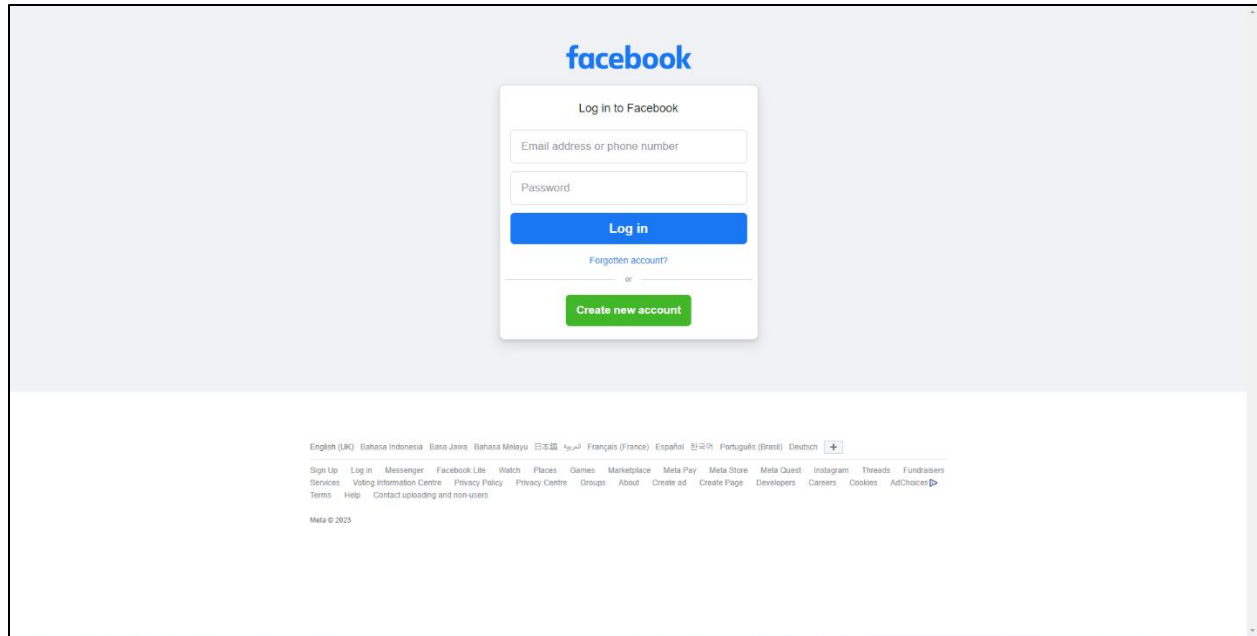 facebook
Log in to Facebook
Email address or phone number
Password
Log in
Forgotten account?
or
Create new account
English (UK) Bahasa Indonesia Basa Jawa Bahasa Melayu 日本語 العربية Français (France) Español 한국어 Português (Brasil) Deutsch +
Sign Up Log in Messenger Facebook Lite Watch Places Games Marketplace Meta Pay Meta Store Meta Quest Instagram Threads Fundraisers
Services Voting Information Centre Privacy Policy Privacy Centre Groups About Create ad Create Page Developers Careers Cookies AdChoices
Terms Help Contact uploading and non-users
Meta © 2023